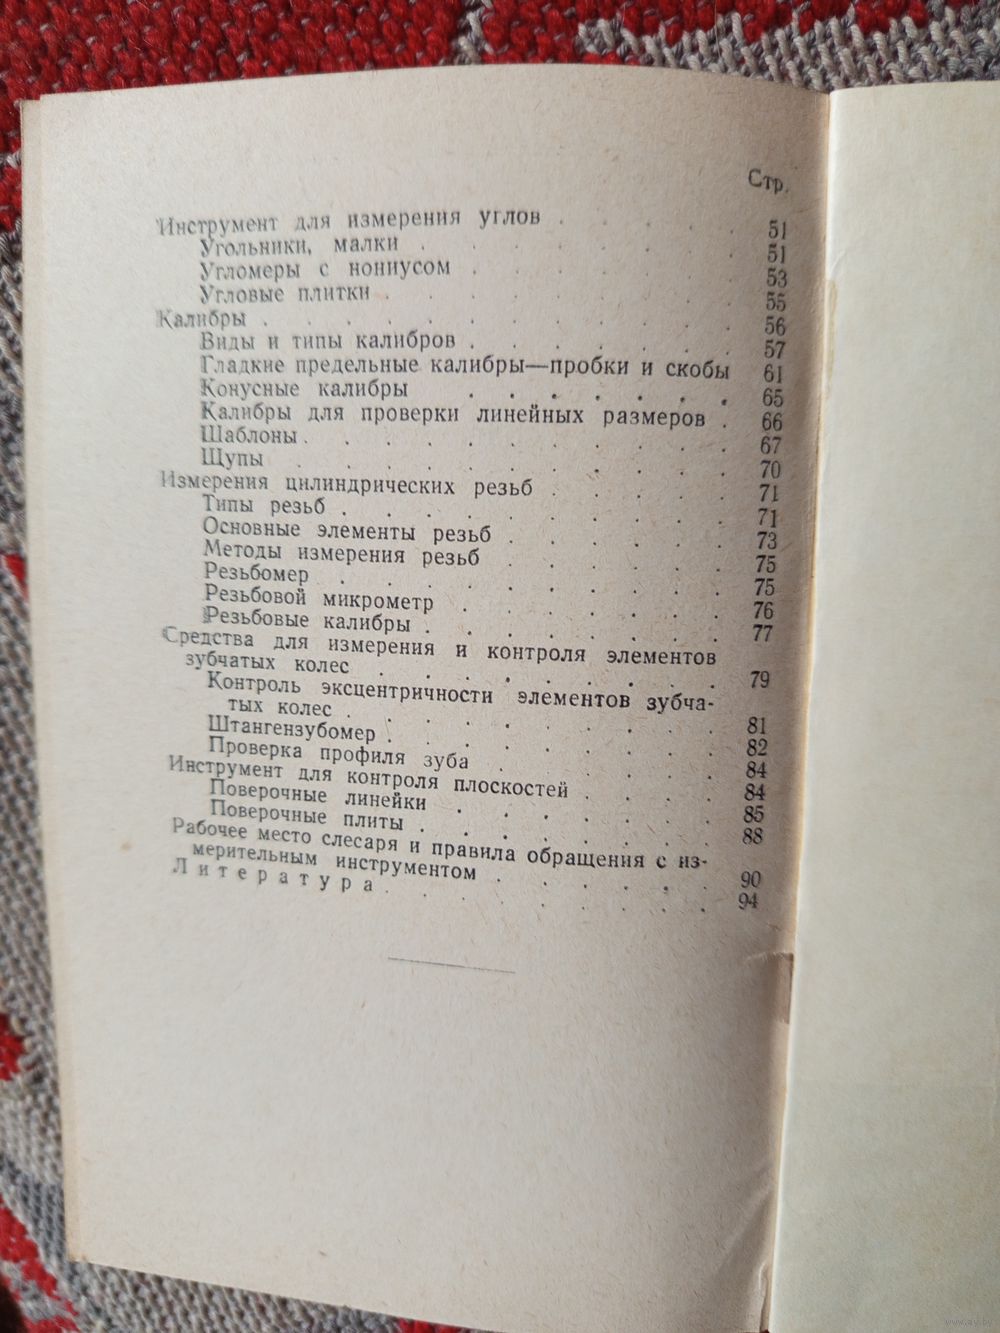 Стр.
Инструмент для измерения углов . . . . . 51
Угольники, малки . . . . . . . 51
Угломеры с нониусом . . . . . . 53
Угловые плитки . . . . . . . . 55
Калибры . . . . . . . . . . 56
Виды и типы калибров . . . . . . 57
Гладкие предельные калибры—пробки и скобы 61
Конусные калибры . . . . . . . 65
Калибры для проверки линейных размеров . 66
Шаблоны . . . . . . . . . . 67
Щупы . . . . . . . . . . 70
Измерения цилиндрических резьб . . . . . 71
Типы резьб . . . . . . . . . 71
Основные элементы резьб . . . . . 73
Методы измерения резьб . . . . . 75
Резьбомер . . . . . . . . . 75
Резьбовой микрометр . . . . . . 76
Резьбовые калибры . . . . . . . 77
Средства для измерения и контроля элементов
зубчатых колес . . . . . . . . . 79
Контроль эксцентричности элементов зубча-
тых колес . . . . . . . . . 81
Штангензубомер . . . . . . . . 82
Проверка профиля зуба . . . . . . 84
Инструмент для контроля плоскостей . . . . 84
Поверочные линейки . . . . . . . 85
Поверочные плиты . . . . . . . 88
Рабочее место слесаря и правила обращения с из-
мерительным инструментом . . . . . . 90
Литература . . . . . . . . 94
www.ay.by